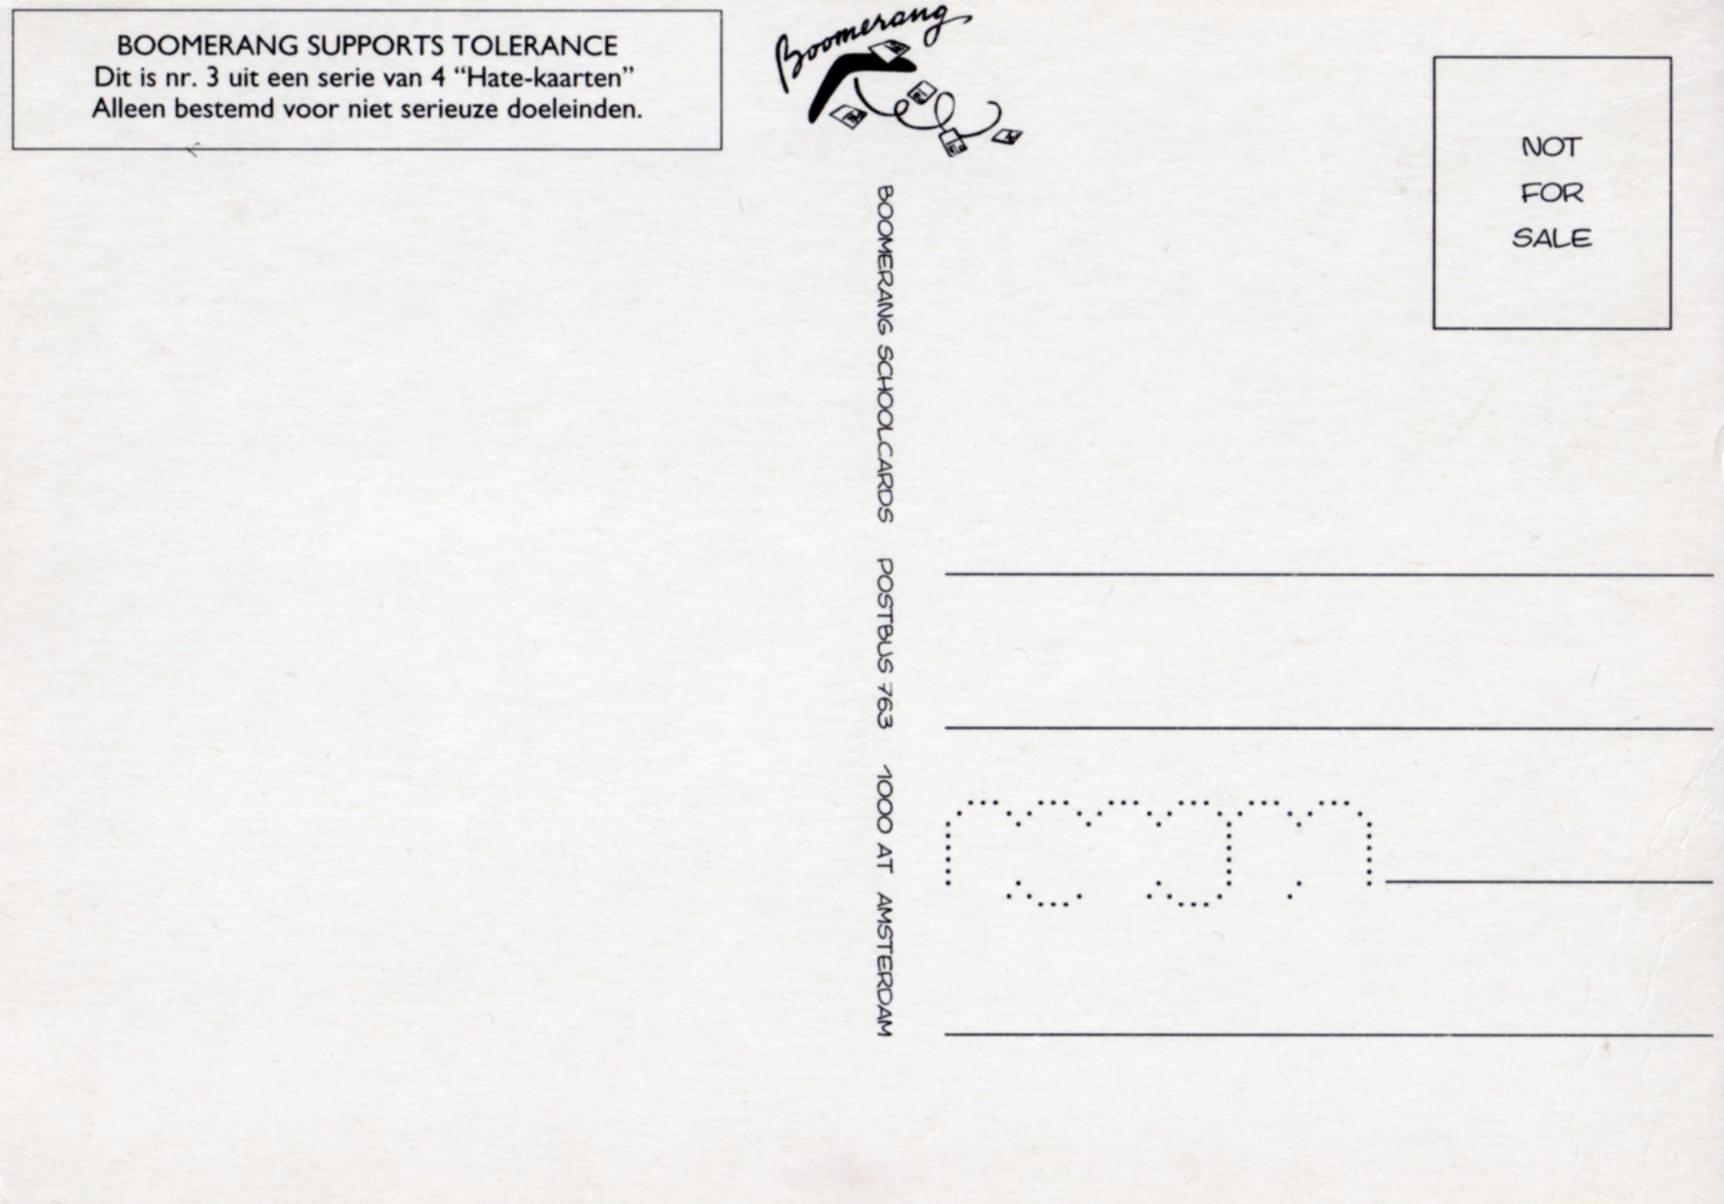 BOOMERANG SUPPORTS TOLERANCE
Dit is nr. 3 uit een serie van 4 “Hate-kaarten”
Alleen bestemd voor niet serieuze doeleinden.
Boomerang
NOT
FOR
SALE
BOOMERANG SCHOOLCARDS POSTBUS 763 1000 AT AMSTERDAM